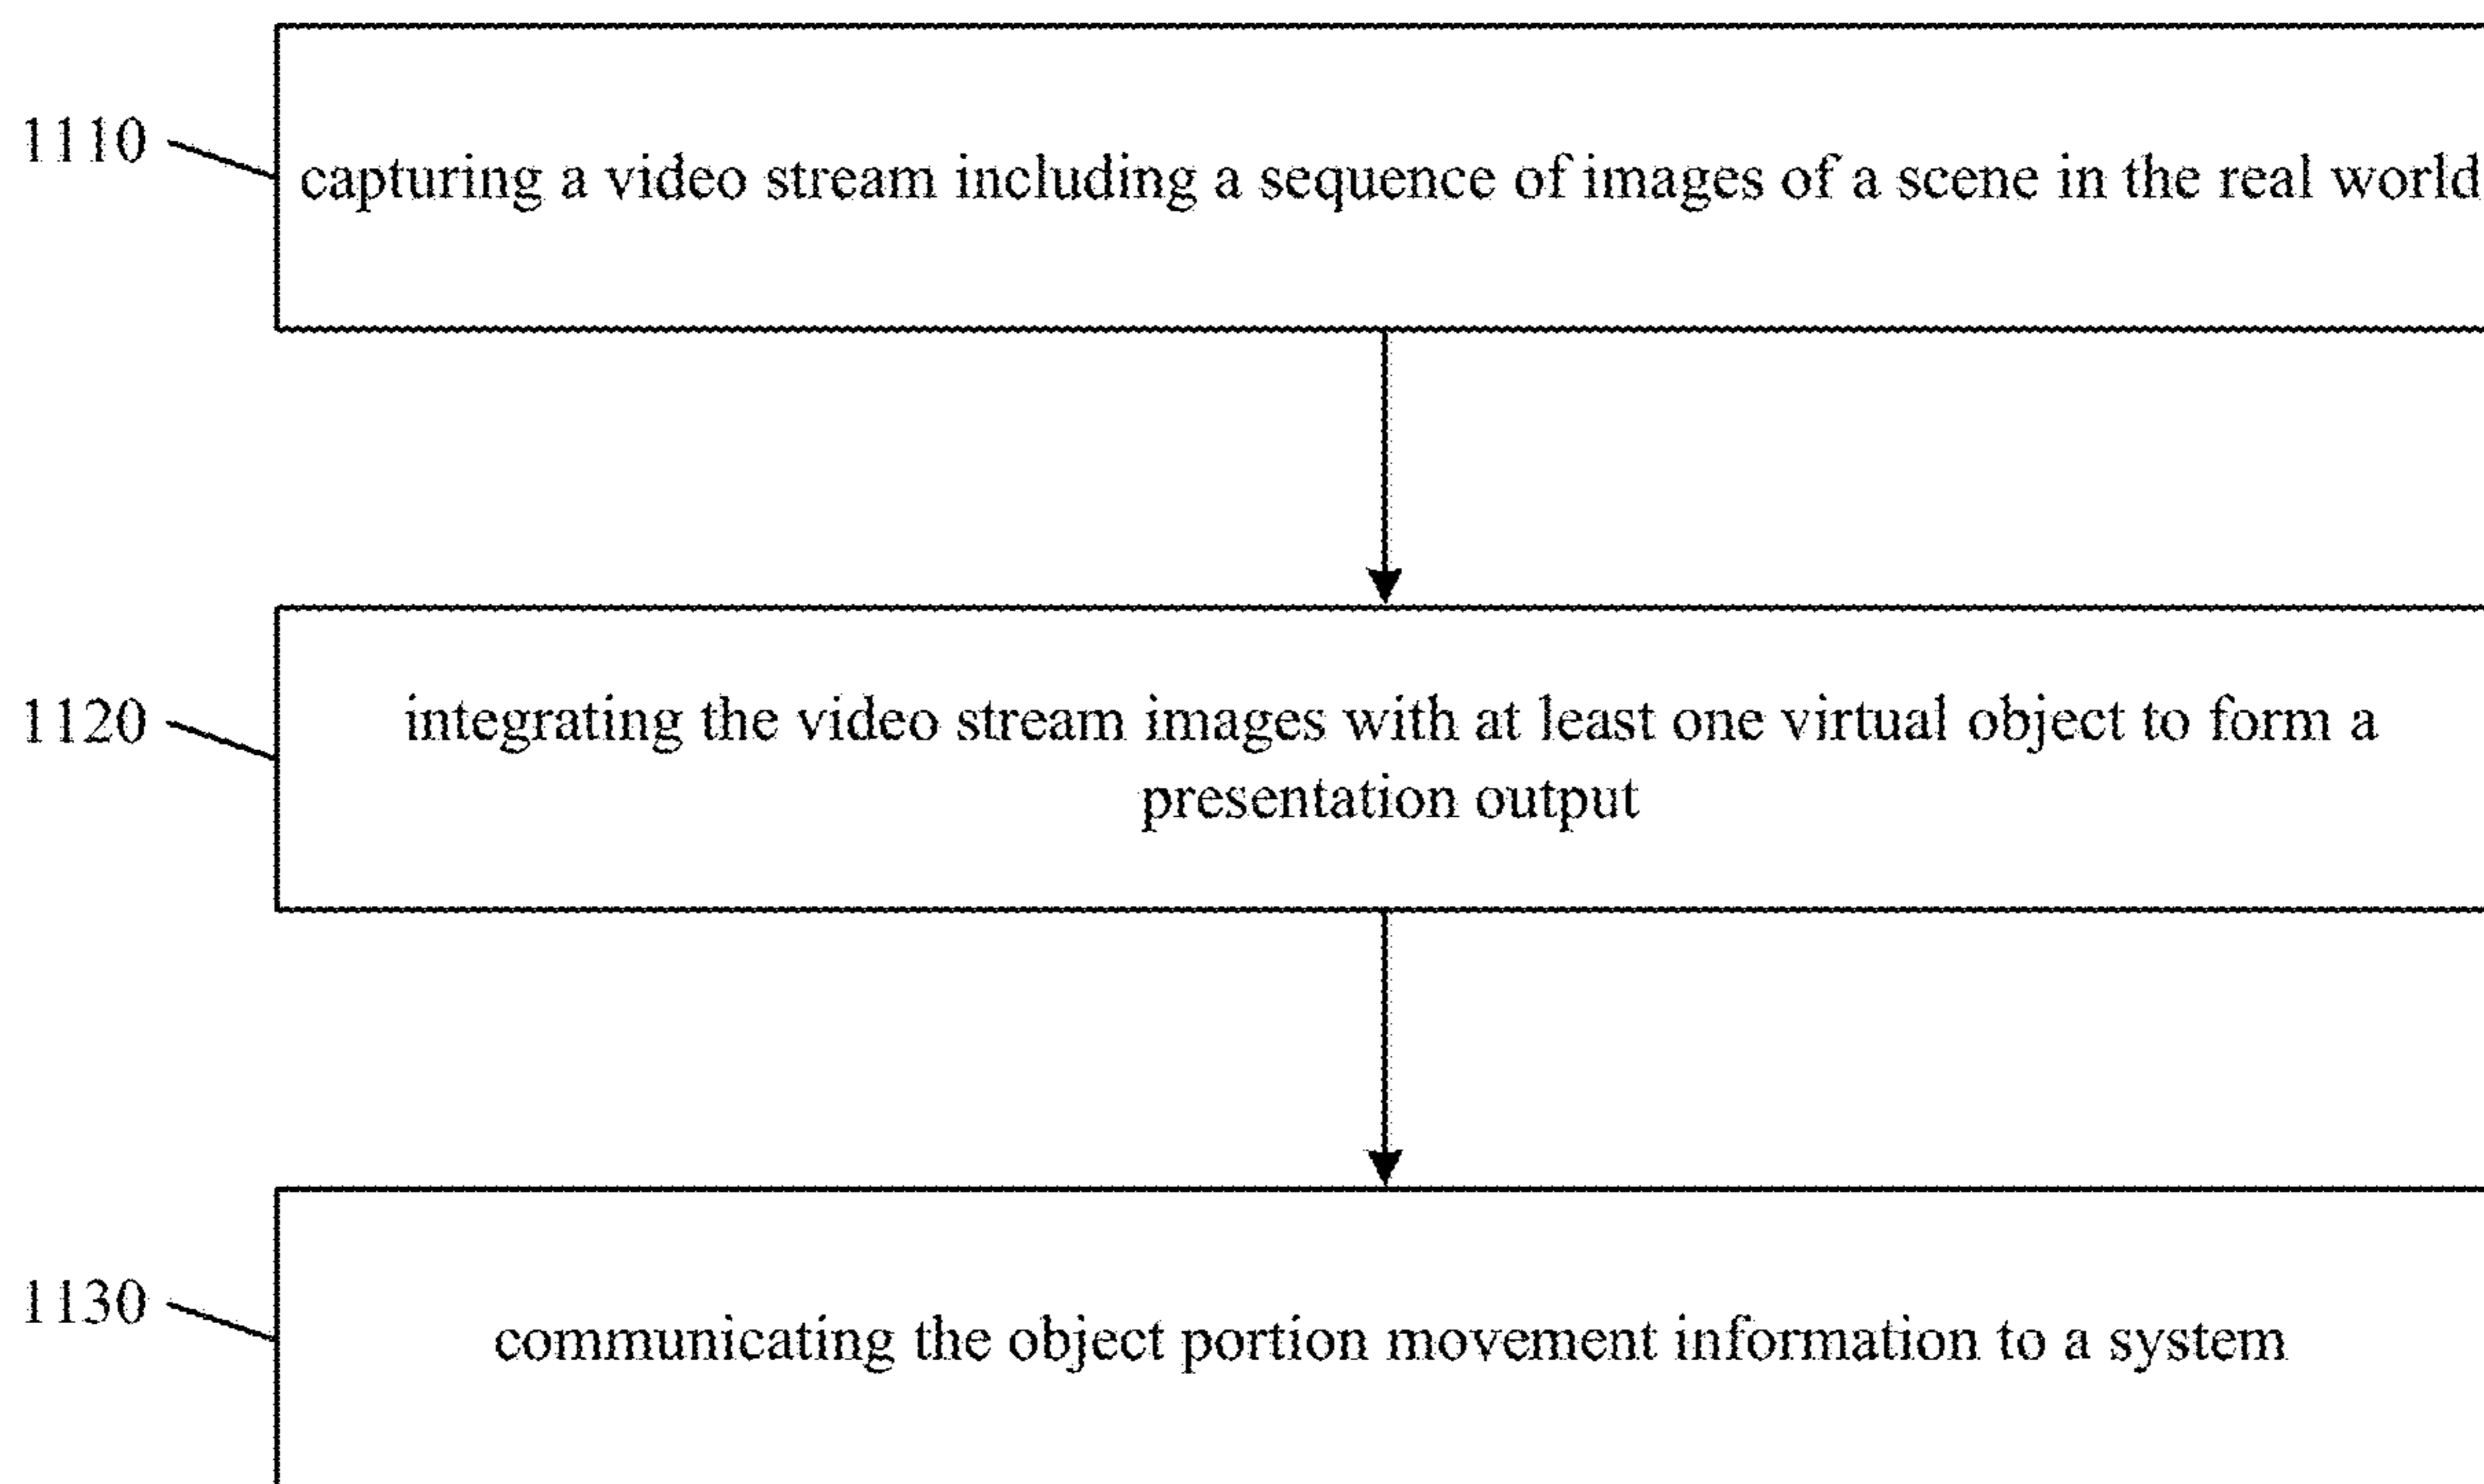 1110
capturing a video stream including a sequence of images of a scene in the real world
1120
integrating the video stream images with at least one virtual object to form a
presentation output
1130
communicating the object portion movement information to a system